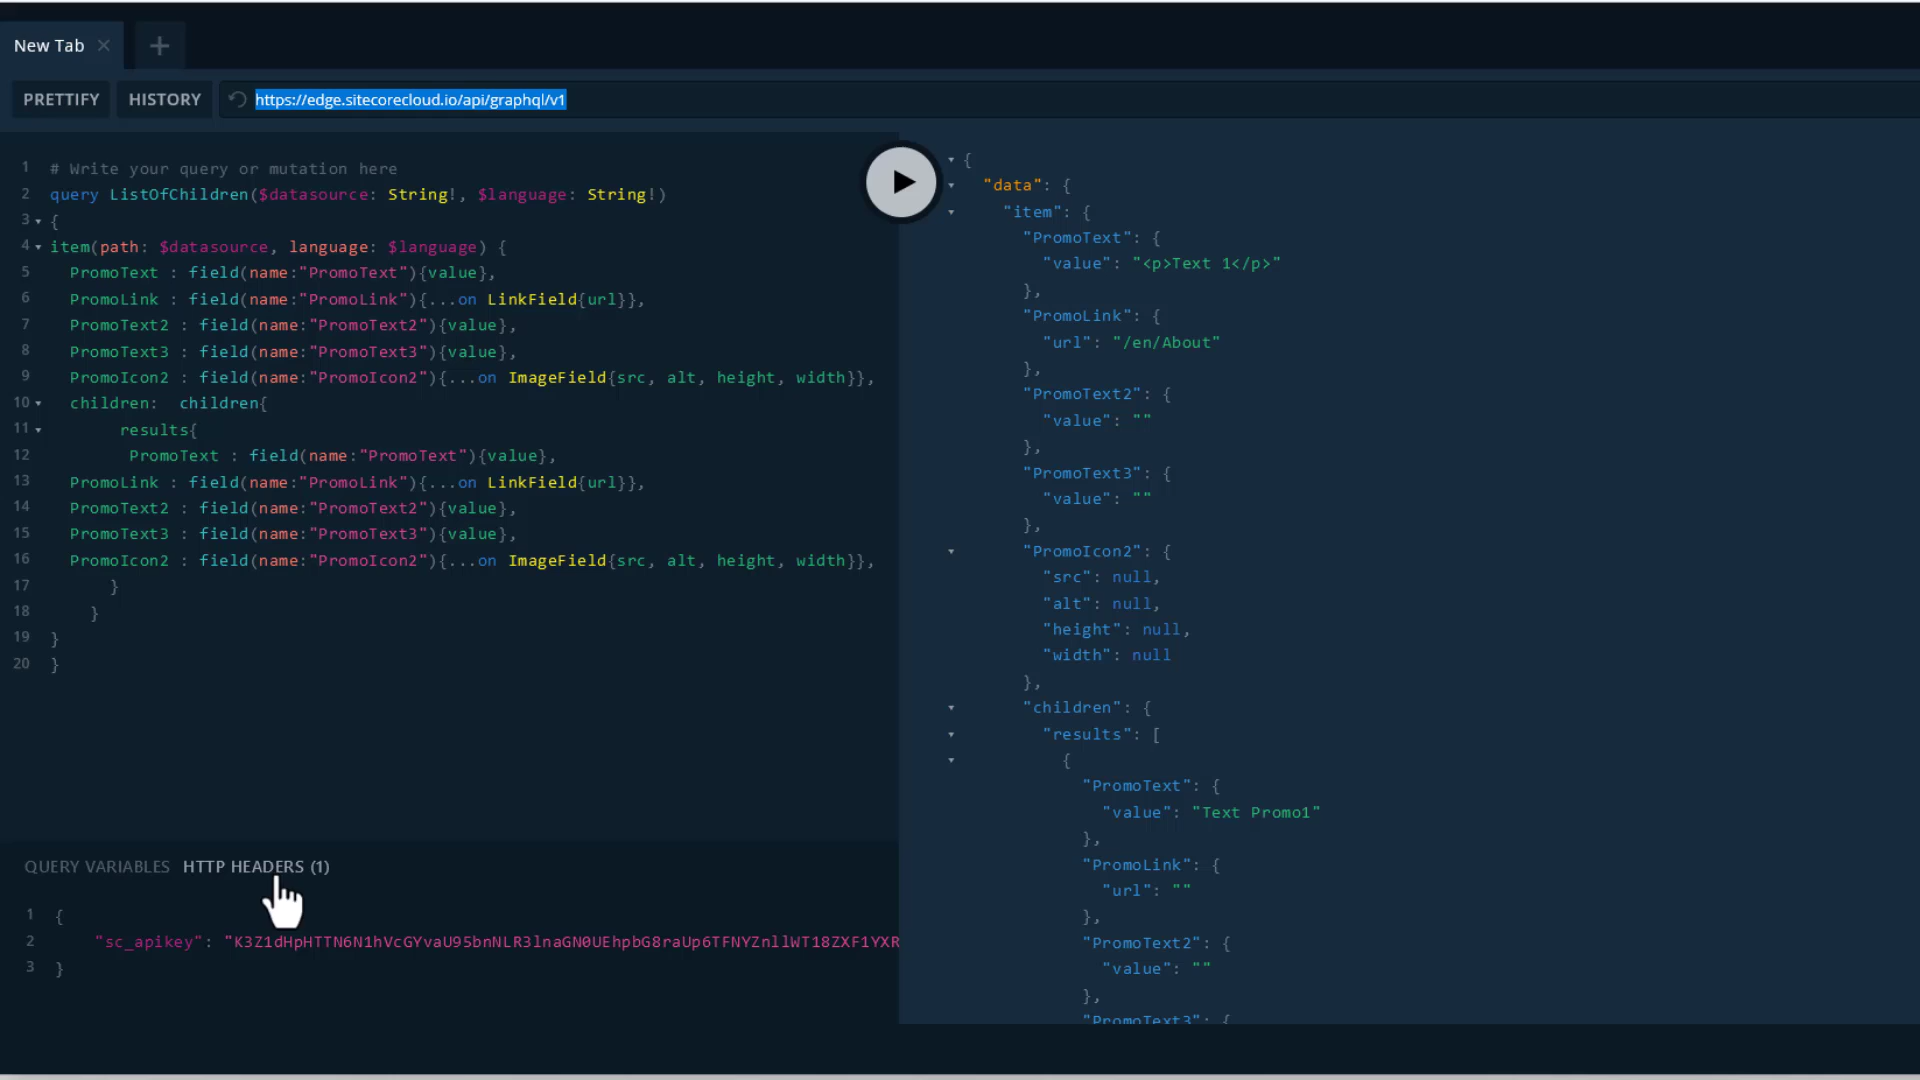 New Tab
PRETTIFY HISTORY https://edge.sitecorecloud.io/api/graphql/v1
1 # Write your query or mutation here
2 query ListOfChildren($datasource: String!, $language: String!)
3 {
4 item(path: $datasource, language: $language) {
5 PromoText : field(name:"PromoText"){value},
6 PromoLink : field(name:"PromoLink"){...on LinkField{url}},
7 PromoText2 : field(name:"PromoText2"){value},
8 PromoText3 : field(name:"PromoText3"){value},
9 PromoIcon2 : field(name:"PromoIcon2"){...on ImageField{src, alt, height, width}},
10 children: children{
11 results{
12 PromoText : field(name:"PromoText"){value},
13 PromoLink : field(name:"PromoLink"){...on LinkField{url}},
14 PromoText2 : field(name:"PromoText2"){value},
15 PromoText3 : field(name:"PromoText3"){value},
16 PromoIcon2 : field(name:"PromoIcon2"){...on ImageField{src, alt, height, width}},
17 }
18 }
19 }
20 }
QUERY VARIABLES HTTP HEADERS (1)
1 {
2 "sc_apikey": "K3Z1dHpHTTN6N1hVcGYvaU95bnNLR3lnaGN0UEhpbG8raUp6TFNYZnllWT18ZXF1YXR
3 }
{
"data": {
"item": {
"PromoText": {
"value": "<p>Text 1</p>"
},
"PromoLink": {
"url": "/en/About"
},
"PromoText2": {
"value": ""
},
"PromoText3": {
"value": ""
},
"PromoIcon2": {
"src": null,
"alt": null,
"height": null,
"width": null
},
"children": {
"results": [
{
"PromoText": {
"value": "Text Promo1"
},
"PromoLink": {
"url": ""
},
"PromoText2": {
"value": ""
},
"PromoText3": {